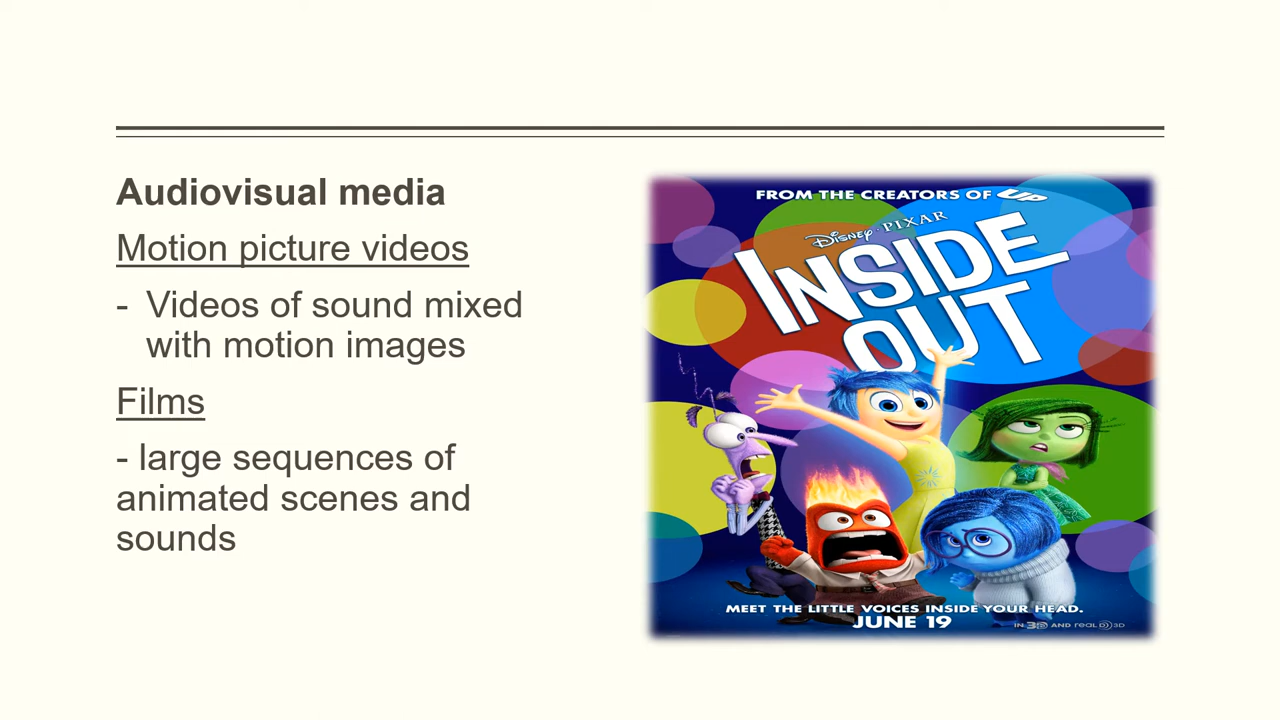 Audiovisual media
Motion picture videos
- Videos of sound mixed
with motion images
Films
- large sequences of
animated scenes and
sounds
FROM THE CREATORS OF UP
Disney·PIXAR
INSIDE
OUT
MEET THE LITTLE VOICES INSIDE YOUR HEAD.
JUNE 19
IN 3D AND REAL D 3D